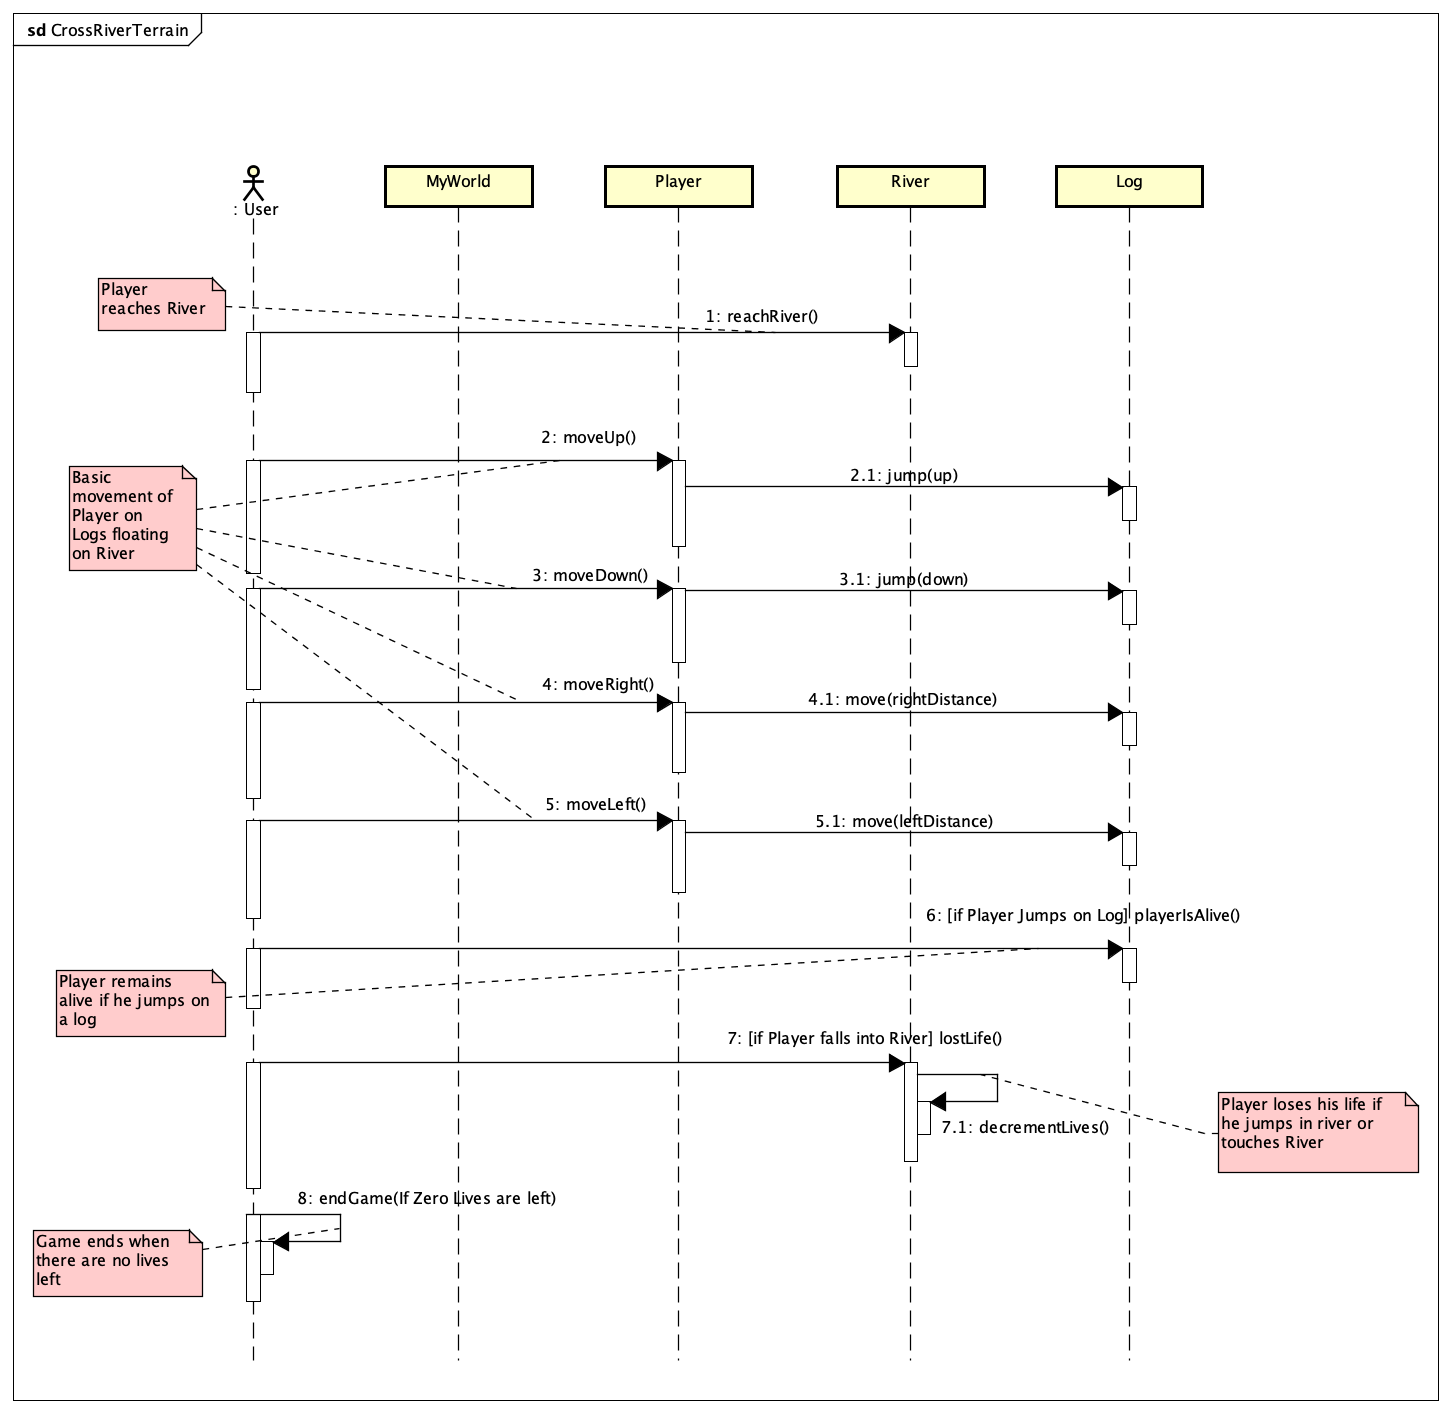 sd CrossRiverTerrain
: User
MyWorld
Player
River
Log
Player
reaches River
1: reachRiver()
2: moveUp()
Basic
movement of
Player on
Logs floating
on River
2.1: jump(up)
3: moveDown()
3.1: jump(down)
4: moveRight()
4.1: move(rightDistance)
5: moveLeft()
5.1: move(leftDistance)
6: [if Player Jumps on Log] playerIsAlive()
Player remains
alive if he jumps on
a log
7: [if Player falls into River] lostLife()
Player loses his life if
he jumps in river or
touches River
7.1: decrementLives()
8: endGame(If Zero Lives are left)
Game ends when
there are no lives
left